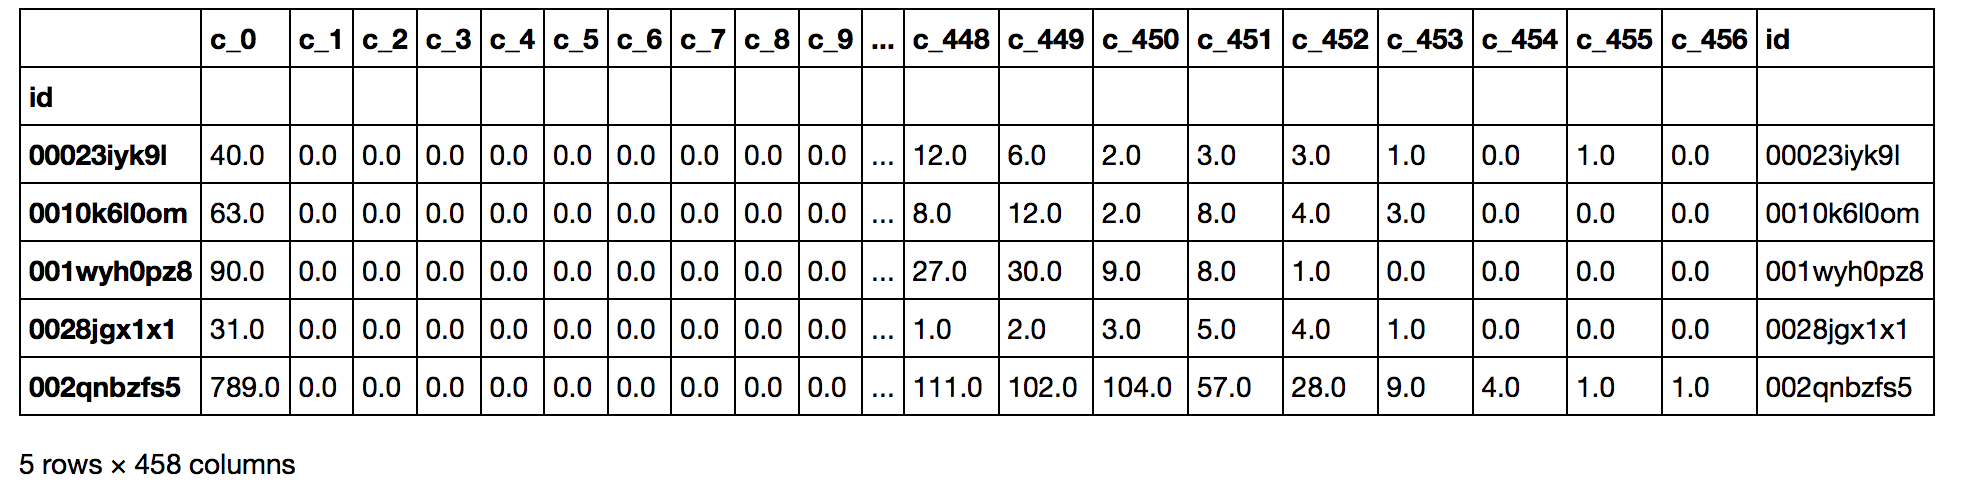 c_0 c_1 c_2 c_3 c_4 c_5 c_6 c_7 c_8 c_9 ... c_448 c_449 c_450 c_451 c_452 c_453 c_454 c_455 c_456 id
id
00023iyk9l 40.0 0.0 0.0 0.0 0.0 0.0 0.0 0.0 0.0 0.0 ... 12.0 6.0 2.0 3.0 3.0 1.0 0.0 1.0 0.0 00023iyk9l
0010k6l0om 63.0 0.0 0.0 0.0 0.0 0.0 0.0 0.0 0.0 0.0 ... 8.0 12.0 2.0 8.0 4.0 3.0 0.0 0.0 0.0 0010k6l0om
001wyh0pz8 90.0 0.0 0.0 0.0 0.0 0.0 0.0 0.0 0.0 0.0 ... 27.0 30.0 9.0 8.0 1.0 0.0 0.0 0.0 0.0 001wyh0pz8
0028jgx1x1 31.0 0.0 0.0 0.0 0.0 0.0 0.0 0.0 0.0 0.0 ... 1.0 2.0 3.0 5.0 4.0 1.0 0.0 0.0 0.0 0028jgx1x1
002qnbzfs5 789.0 0.0 0.0 0.0 0.0 0.0 0.0 0.0 0.0 0.0 ... 111.0 102.0 104.0 57.0 28.0 9.0 4.0 1.0 1.0 002qnbzfs5
5 rows × 458 columns